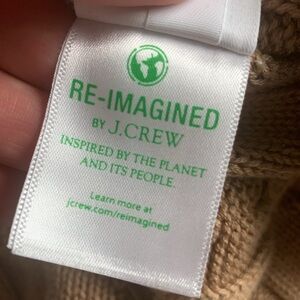 RE-IMAGINED
BY J.CREW
INSPIRED BY THE PLANET
AND ITS PEOPLE.
Learn more at
jcrew.com/reimagined